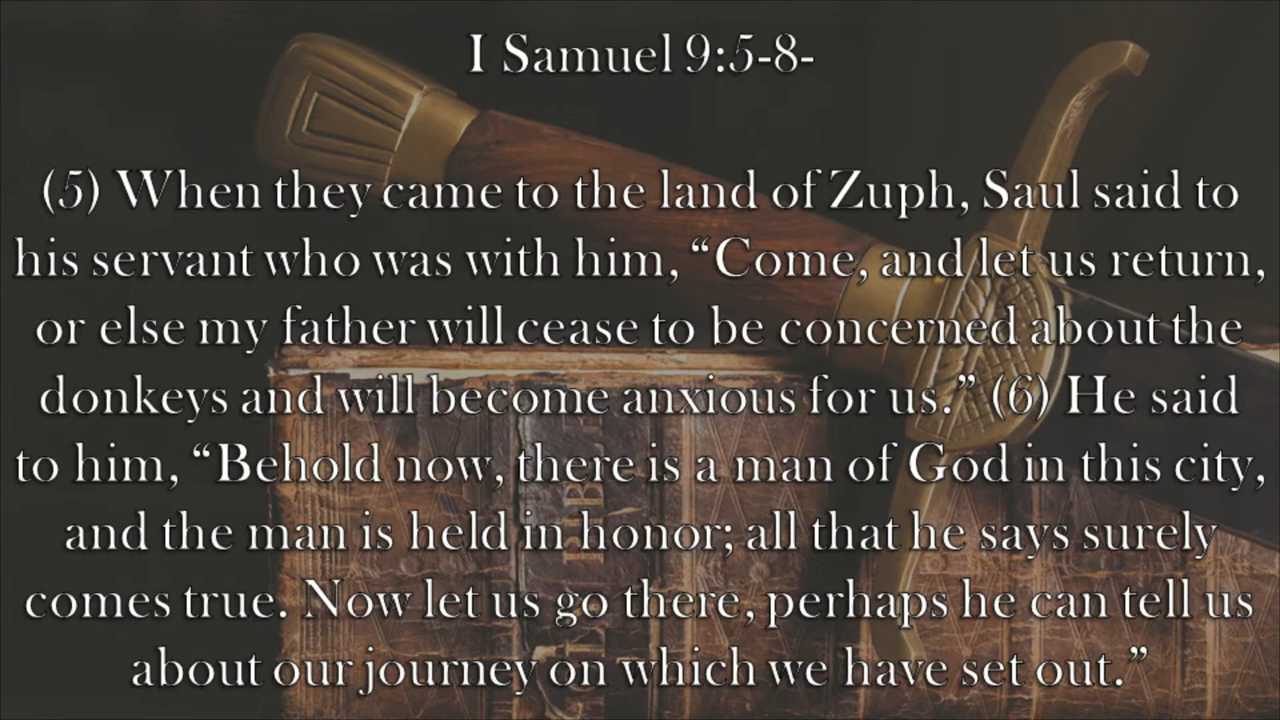 I Samuel 9:5-8-
(5) When they came to the land of Zuph, Saul said to
his servant who was with him, “Come, and let us return,
or else my father will cease to be concerned about the
donkeys and will become anxious for us.” (6) He said
to him, “Behold now, there is a man of God in this city,
and the man is held in honor; all that he says surely
comes true. Now let us go there, perhaps he can tell us
about our journey on which we have set out.”